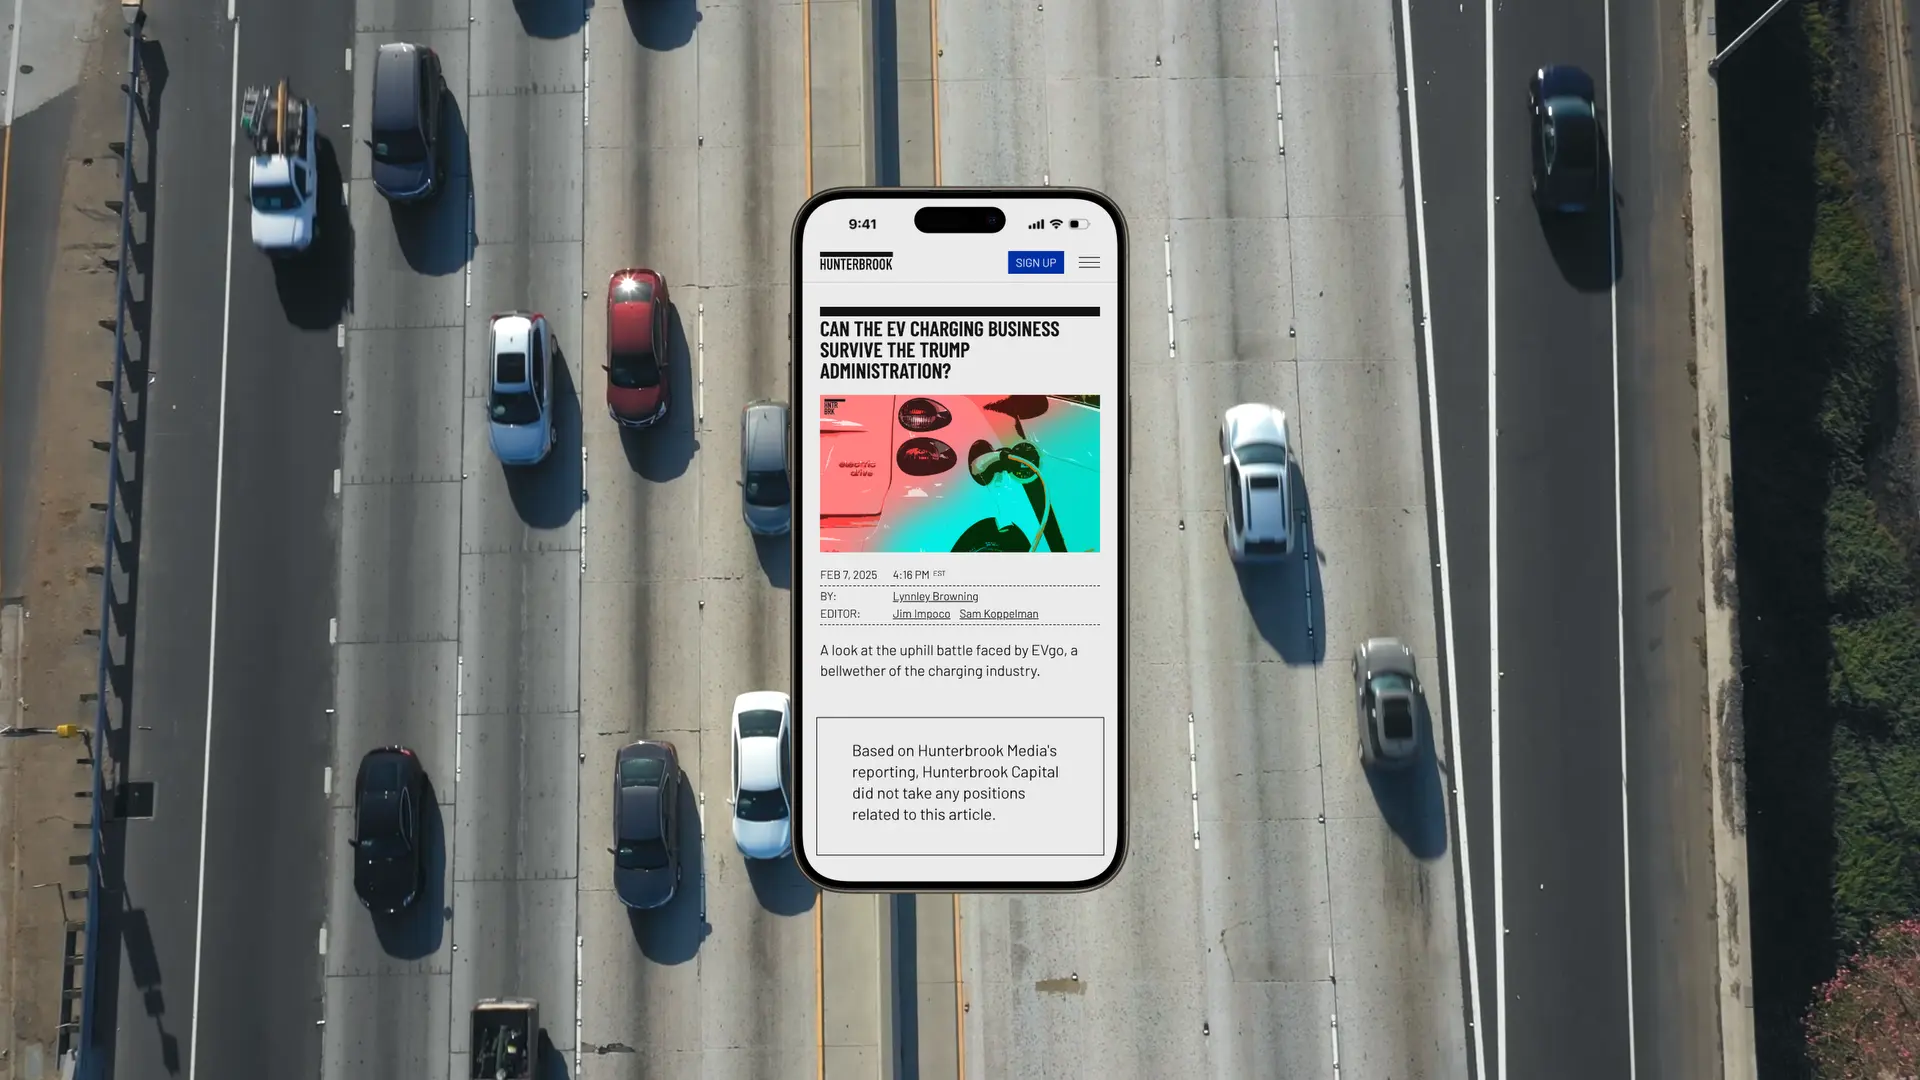 9:41
HUNTERBROOK
SIGN UP
CAN THE EV CHARGING BUSINESS
SURVIVE THE TRUMP
ADMINISTRATION?
HNTR
BRK
electric
drive
FEB 7, 2025 4:16 PM EST
BY: Lynnley Browning
EDITOR: Jim Impoco Sam Koppelman
A look at the uphill battle faced by EVgo, a
bellwether of the charging industry.
Based on Hunterbrook Media's
reporting, Hunterbrook Capital
did not take any positions
related to this article.